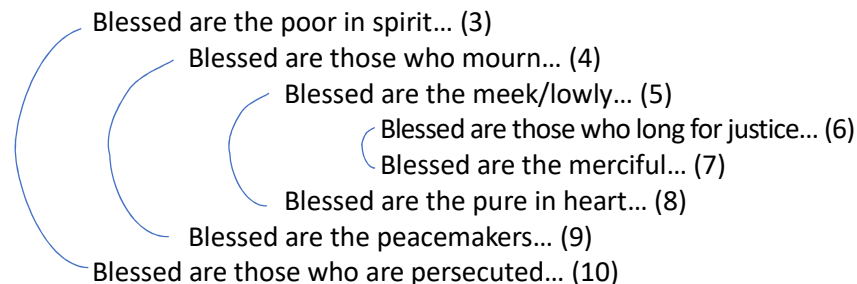 Blessed are the poor in spirit… (3)
Blessed are those who mourn… (4)
Blessed are the meek/lowly… (5)
Blessed are those who long for justice… (6)
Blessed are the merciful… (7)
Blessed are the pure in heart… (8)
Blessed are the peacemakers… (9)
Blessed are those who are persecuted… (10)